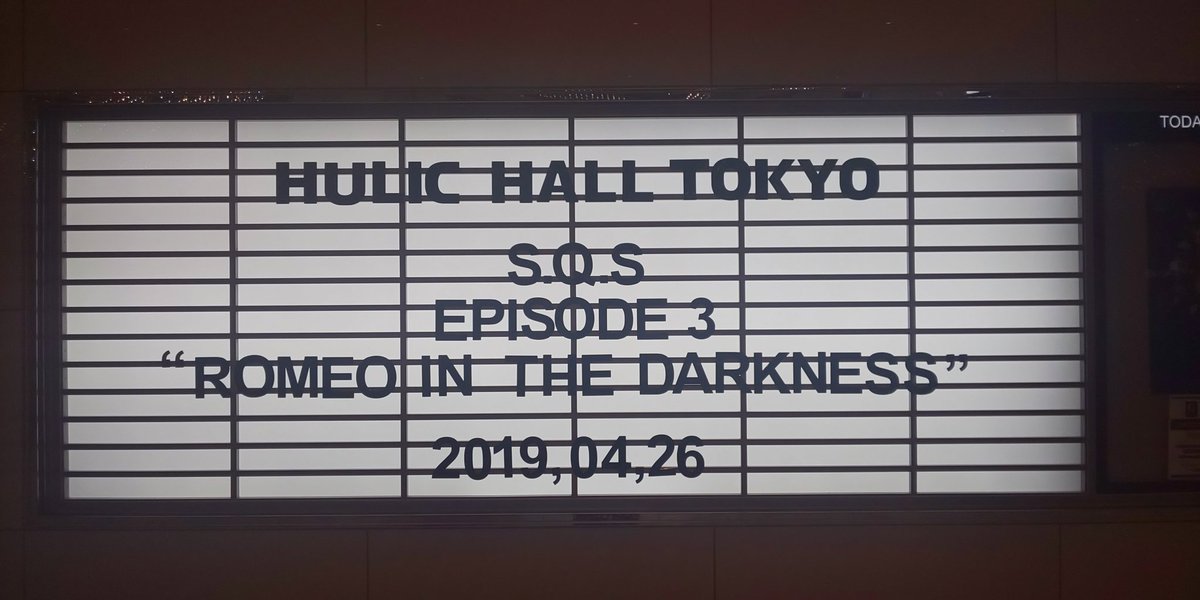 HULIC HALL TOKYO
S.Q.S
EPISODE 3
“ROMEO IN THE DARKNESS”
2019,04,26